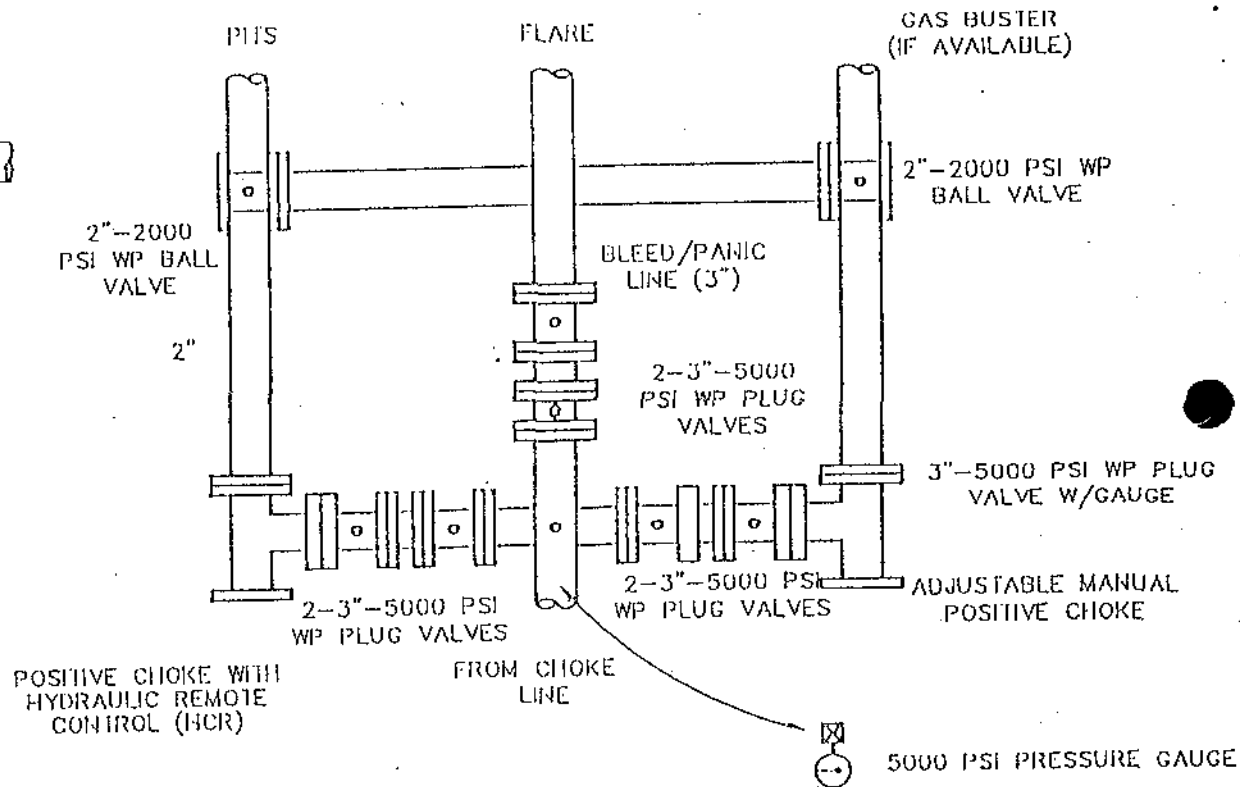 PITS
FLARE
GAS BUSTER
(IF AVAILABLE)
2"-2000 PSI WP
BALL VALVE
2"-2000
PSI WP BALL
VALVE
BLEED/PANIC
LINE (3")
2"
2-3"-5000
PSI WP PLUG
VALVES
3"-5000 PSI WP PLUG
VALVE W/GAUGE
2-3"-5000 PSI
WP PLUG VALVES
2-3"-5000 PSI
WP PLUG VALVES
ADJUSTABLE MANUAL
POSITIVE CHOKE
POSITIVE CHOKE WITH
HYDRAULIC REMOTE
CONTROL (HCR)
FROM CHOKE
LINE
5000 PSI PRESSURE GAUGE